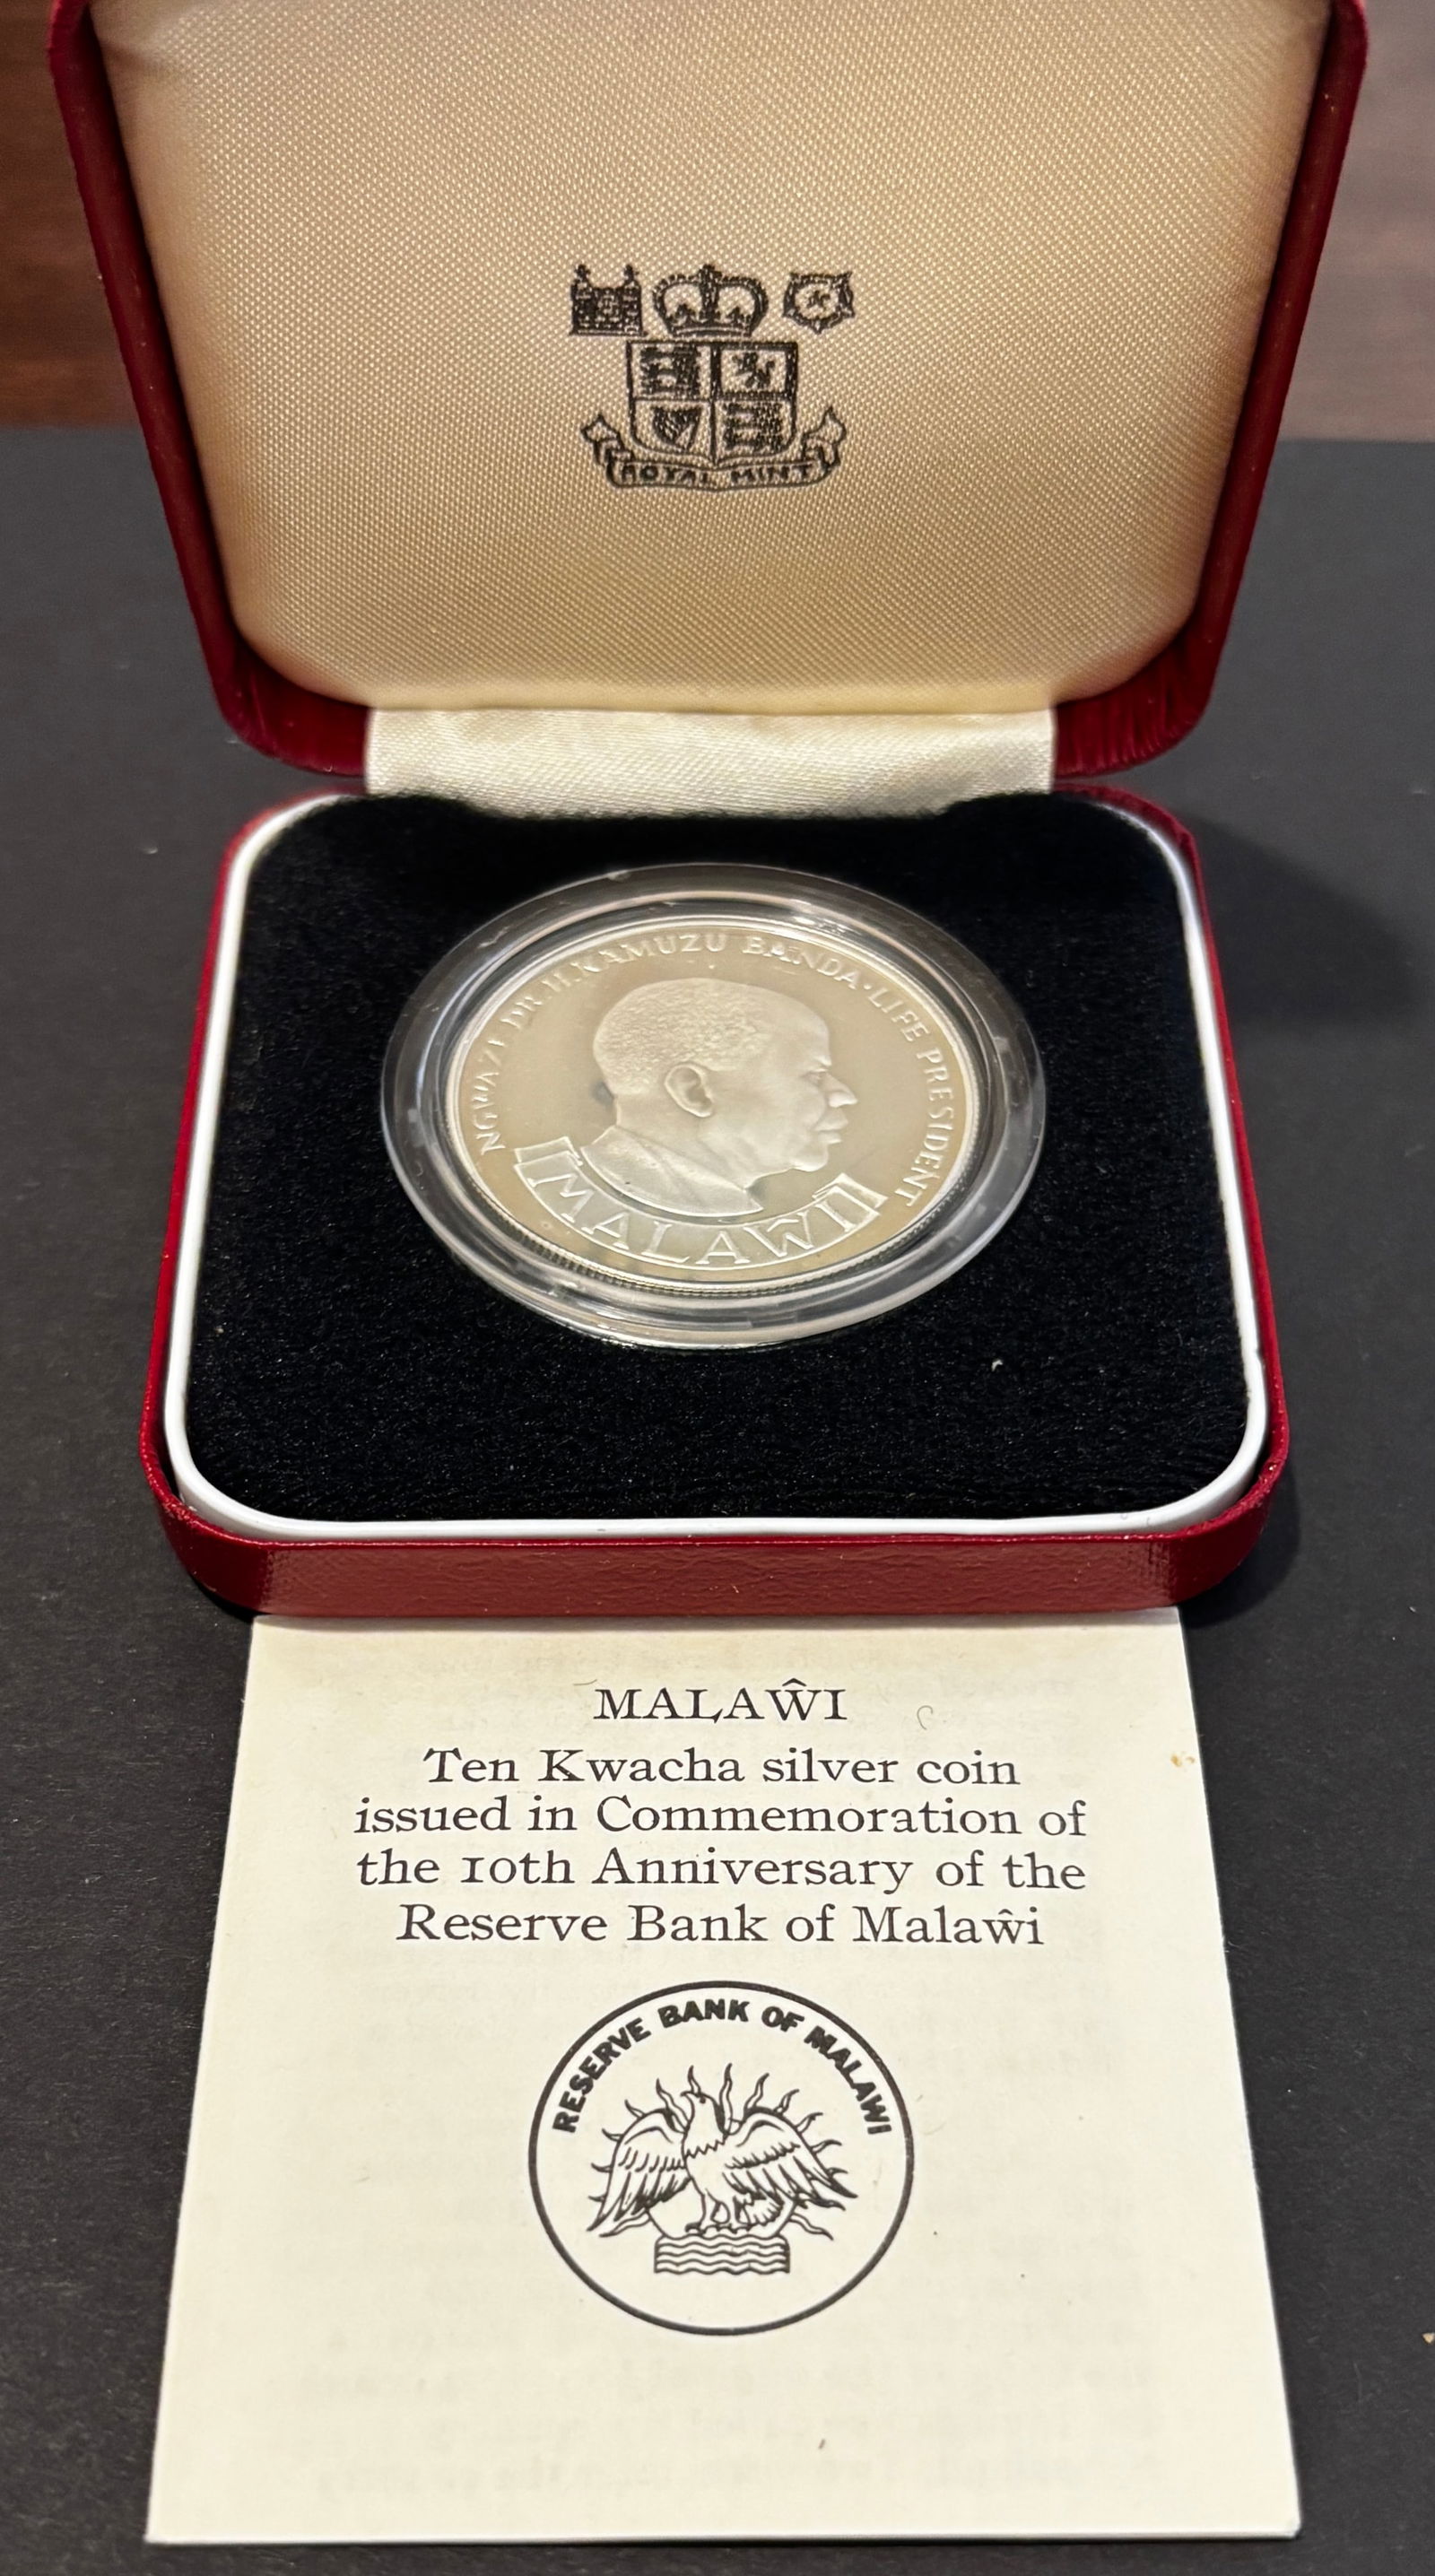 ROYAL MINT
NGWAZI DR. H. KAMUZU BANDA · LIFE PRESIDENT
MALAŴI
MALAŴI
Ten Kwacha silver coin
issued in Commemoration of
the 10th Anniversary of the
Reserve Bank of Malaŵi
RESERVE BANK OF MALAWI